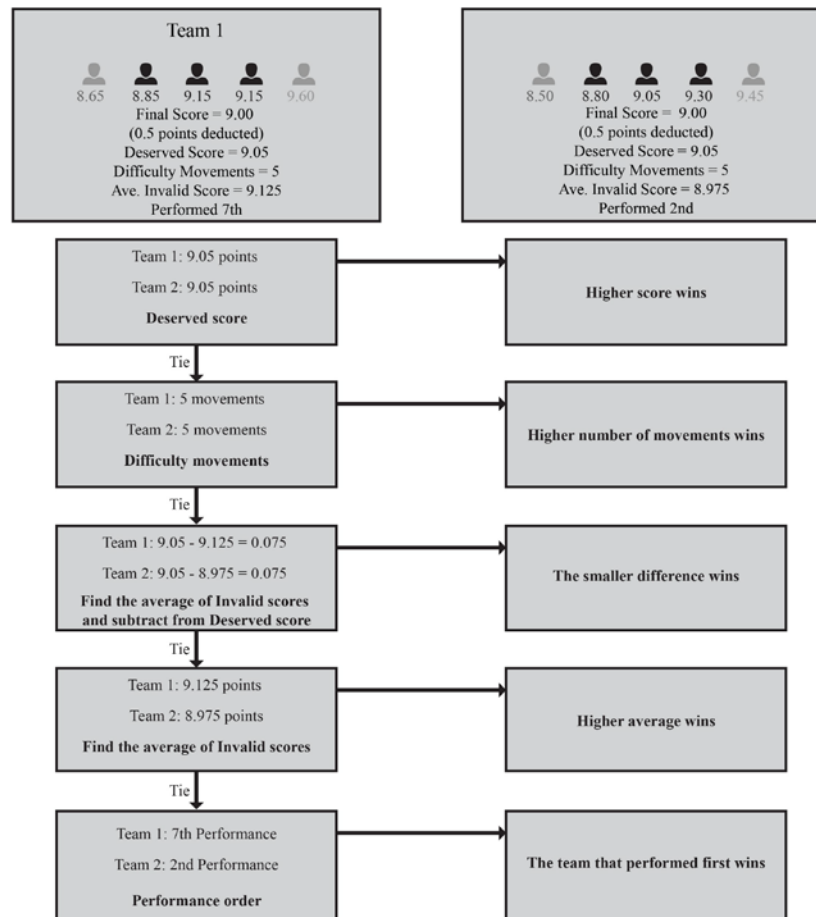 Team 1
8.65 8.85 9.15 9.15 9.60
Final Score = 9.00
(0.5 points deducted)
Deserved Score = 9.05
Difficulty Movements = 5
Ave. Invalid Score = 9.125
Performed 7th
8.50 8.80 9.05 9.30 9.45
Final Score = 9.00
(0.5 points deducted)
Deserved Score = 9.05
Difficulty Movements = 5
Ave. Invalid Score = 8.975
Performed 2nd
Team 1: 9.05 points
Team 2: 9.05 points
Deserved score
Higher score wins
Tie
Team 1: 5 movements
Team 2: 5 movements
Difficulty movements
Higher number of movements wins
Tie
Team 1: 9.05 - 9.125 = 0.075
Team 2: 9.05 - 8.975 = 0.075
Find the average of Invalid scores
and subtract from Deserved score
The smaller difference wins
Tie
Team 1: 9.125 points
Team 2: 8.975 points
Find the average of Invalid scores
Higher average wins
Tie
Team 1: 7th Performance
Team 2: 2nd Performance
Performance order
The team that performed first wins